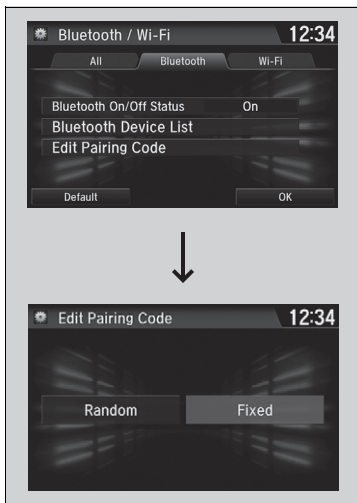 Bluetooth / Wi-Fi 12:34
All Bluetooth Wi-Fi
Bluetooth On/Off Status On
Bluetooth Device List
Edit Pairing Code
Default OK
Edit Pairing Code 12:34
Random Fixed